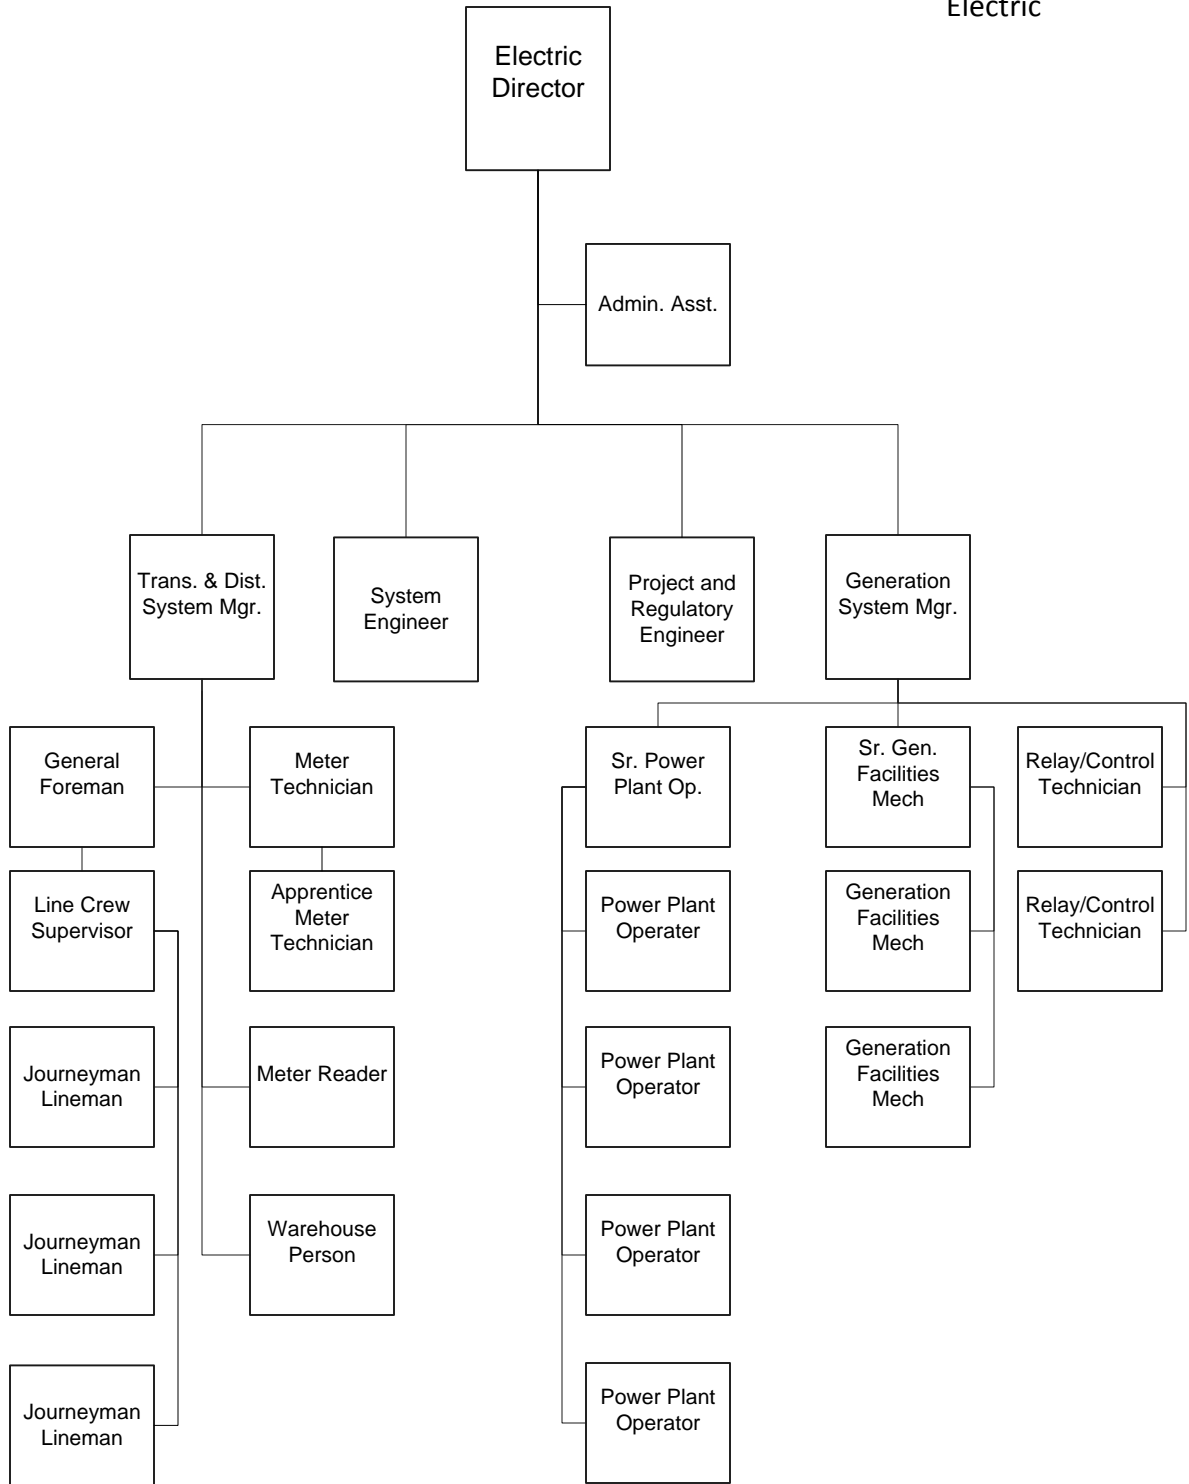 Electric
Electric
Director
Admin. Asst.
Trans. & Dist.
System Mgr.
System
Engineer
Project and
Regulatory
Engineer
Generation
System Mgr.
General
Foreman
Meter
Technician
Sr. Power
Plant Op.
Sr. Gen.
Facilities
Mech
Relay/Control
Technician
Line Crew
Supervisor
Apprentice
Meter
Technician
Power Plant
Operater
Generation
Facilities
Mech
Relay/Control
Technician
Journeyman
Lineman
Meter Reader
Power Plant
Operator
Generation
Facilities
Mech
Journeyman
Lineman
Warehouse
Person
Power Plant
Operator
Journeyman
Lineman
Power Plant
Operator